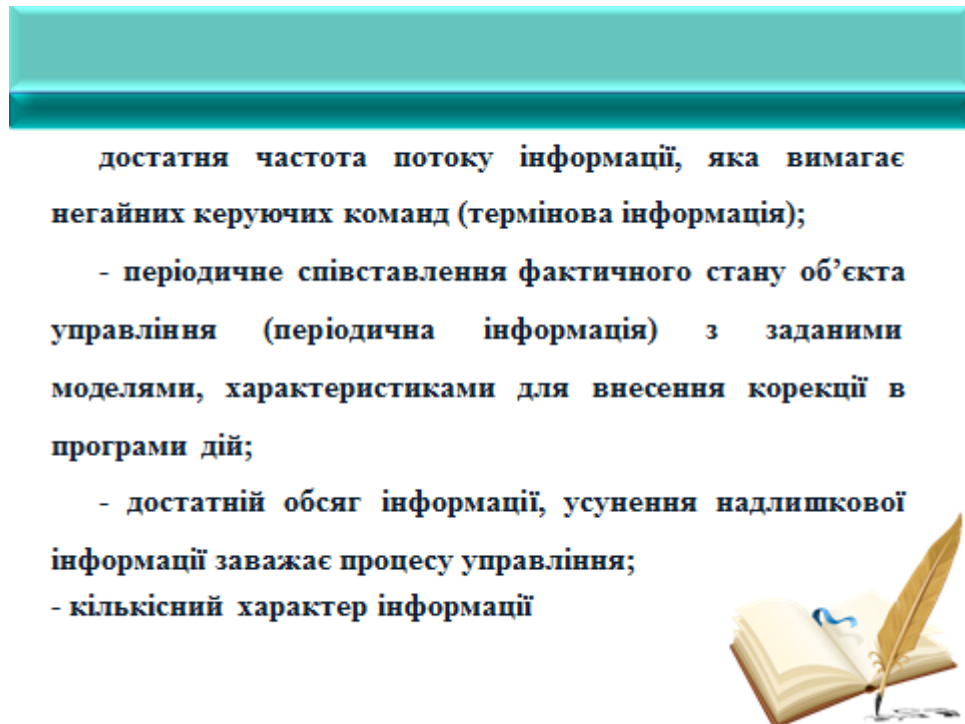 достатня частота потоку інформації, яка вимагає
негайних керуючих команд (термінова інформація);
- періодичне співставлення фактичного стану об’єкта
управління (періодична інформація) з заданими
моделями, характеристиками для внесення корекції в
програми дій;
- достатній обсяг інформації, усунення надлишкової
інформації заважає процесу управління;
- кількісний характер інформації